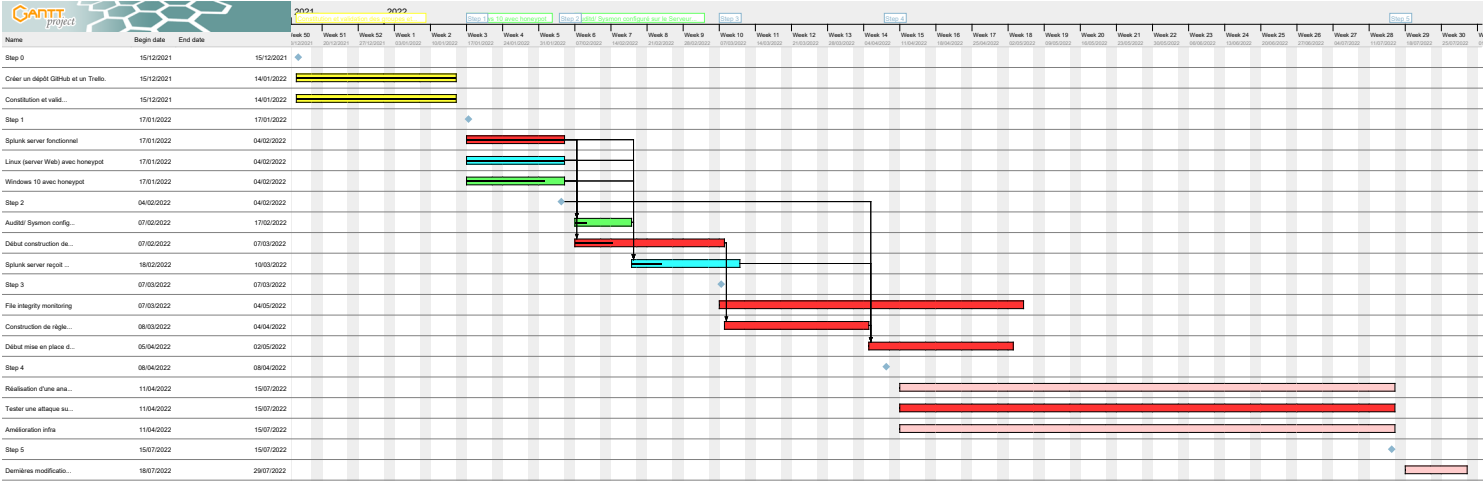 GANTT
project
2021
2022
Step 1
10 avec honeypot
Step 2
Step 3
Step 4
Step 5
Name
Begin date
End date
Week 51
Week 52
Week 1
Week 2
Week 3
Week 4
Week 5
Week 6
Week 7
Week 8
Week 9
Week 10
Week 11
Week 12
Week 13
Week 14
Week 15
Week 16
Week 17
Week 18
Week 19
Week 20
Week 21
Week 22
Week 23
Week 24
Week 25
Week 26
Week 27
Week 28
Week 29
Week 30
Step 0 15/12/2021 15/12/2021
Créer un dépôt GitHub et un Trello. 15/12/2021 14/01/2022
Constitution et valid... 15/12/2021 14/01/2022
Step 1 17/01/2022 17/01/2022
Splunk server fonctionnel 17/01/2022 04/02/2022
Linux (server Web) avec honeypot 17/01/2022 04/02/2022
Windows 10 avec honeypot 17/01/2022 04/02/2022
Step 2 04/02/2022 04/02/2022
Auditd/ Sysmon config... 07/02/2022 17/02/2022
Début construction de... 07/02/2022 07/03/2022
Splunk server reçoit ... 18/02/2022 10/03/2022
Step 3 07/03/2022 07/03/2022
File integrity monitoring 07/03/2022 04/05/2022
Construction de règle... 08/03/2022 04/04/2022
Début mise en place d... 05/04/2022 02/05/2022
Step 4 08/04/2022 08/04/2022
Réalisation d'une ana... 11/04/2022 15/07/2022
Tester une attaque su... 11/04/2022 15/07/2022
Amélioration infra 11/04/2022 15/07/2022
Step 5 15/07/2022 15/07/2022
Dernières modificatio... 18/07/2022 29/07/2022